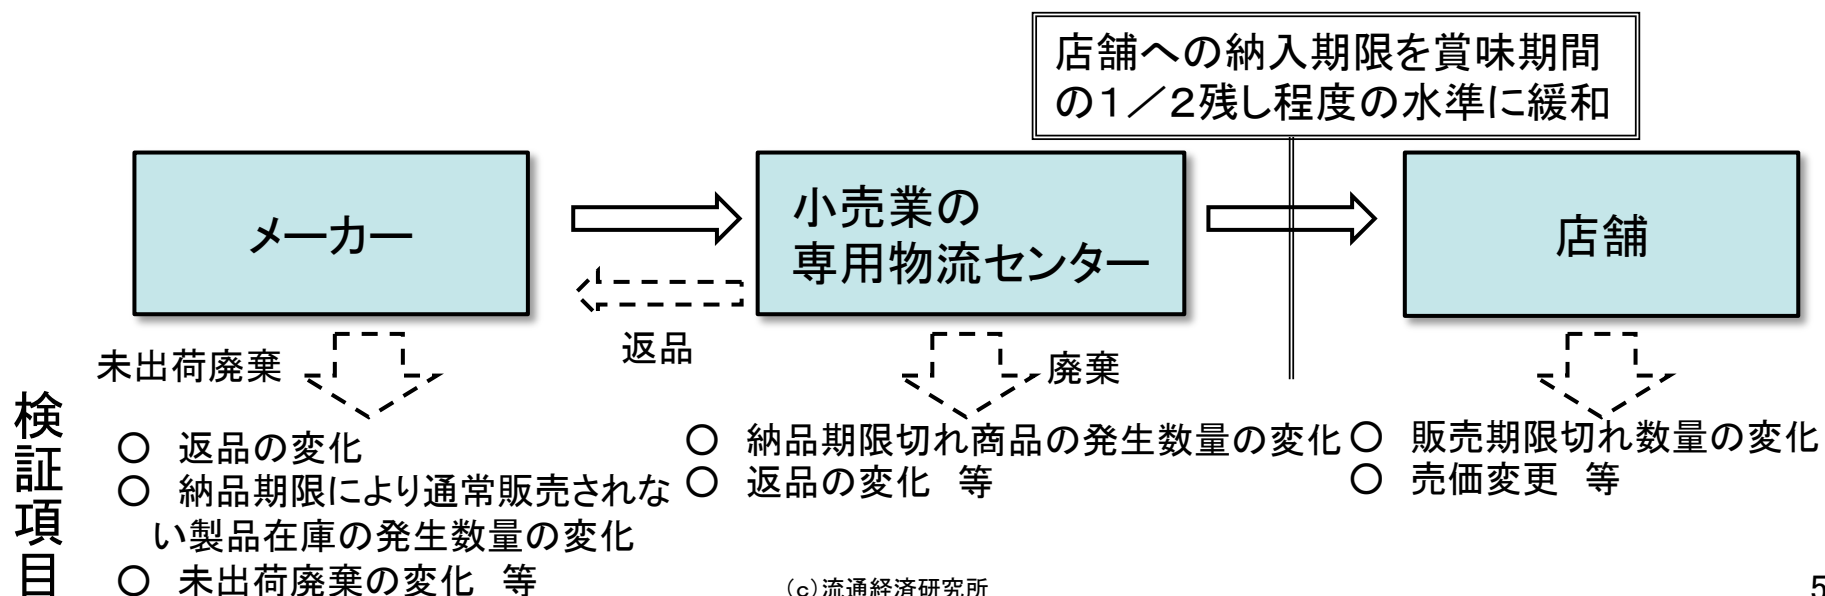 店舗への納入期限を賞味期間
の1/2残し程度の水準に緩和
メーカー
小売業の
専用物流センター
店舗
返品
未出荷廃棄
廃棄
検証項目
○ 返品の変化
○ 納品期限により通常販売されな
い製品在庫の発生数量の変化
○ 未出荷廃棄の変化 等
○ 納品期限切れ商品の発生数量の変化
○ 返品の変化 等
○ 販売期限切れ数量の変化
○ 売価変更 等
(c)流通経済研究所
5